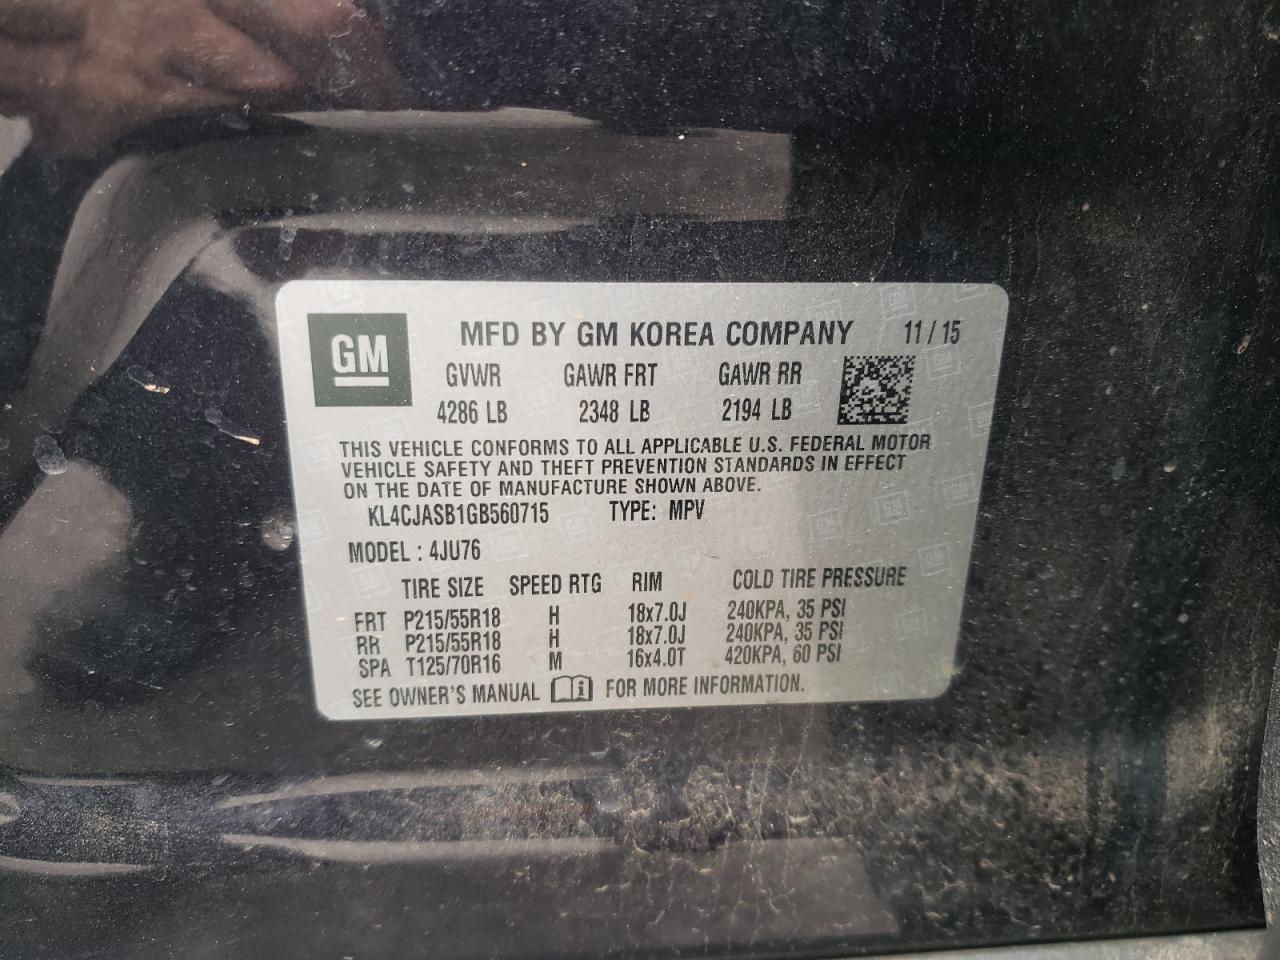 GM
MFD BY GM KOREA COMPANY 11 / 15
GVWR GAWR FRT GAWR RR
4286 LB 2348 LB 2194 LB
THIS VEHICLE CONFORMS TO ALL APPLICABLE U.S. FEDERAL MOTOR
VEHICLE SAFETY AND THEFT PREVENTION STANDARDS IN EFFECT
ON THE DATE OF MANUFACTURE SHOWN ABOVE.
KL4CJASB1GB560715 TYPE: MPV
MODEL : 4JU76
TIRE SIZE SPEED RTG RIM COLD TIRE PRESSURE
FRT P215/55R18 H 18x7.0J 240KPA, 35 PSI
RR P215/55R18 H 18x7.0J 240KPA, 35 PSI
SPA T125/70R16 M 16x4.0T 420KPA, 60 PSI
SEE OWNER'S MANUAL FOR MORE INFORMATION.